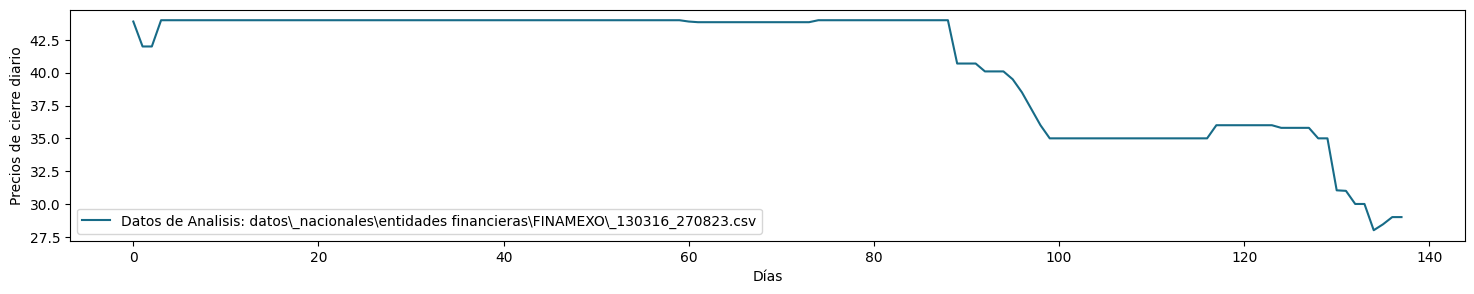 Precios de cierre diario
42.5
40.0
37.5
35.0
32.5
30.0
27.5
Datos de Analisis: datos\_nacionales\entidades financieras\FINAMEXO\_130316_270823.csv
0 20 40 60 80 100 120 140
Días